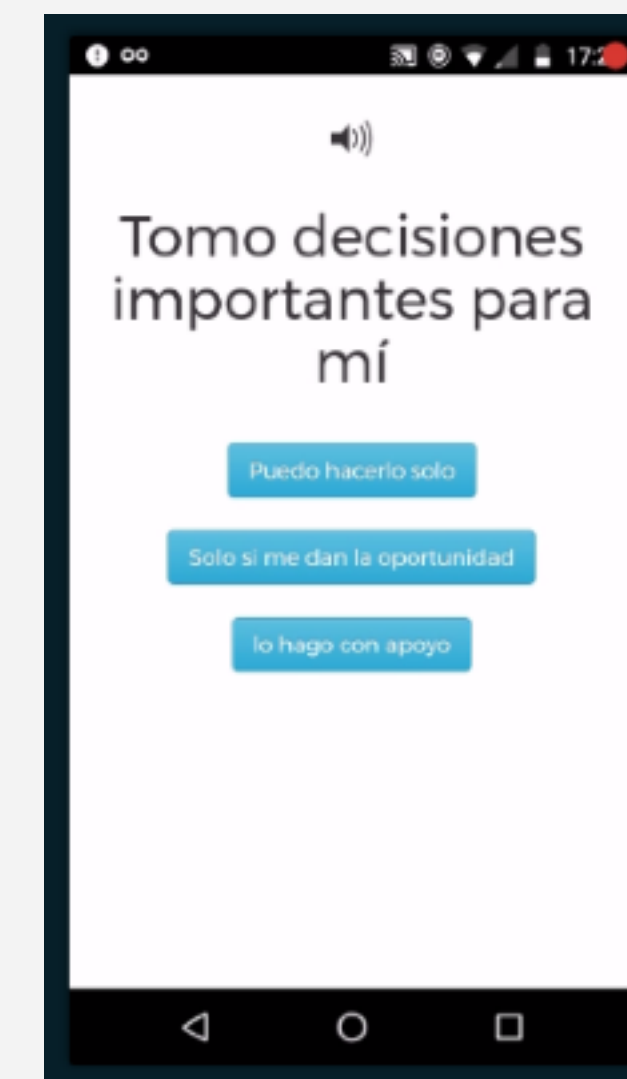 Tomo decisiones
importantes para
mí
Puedo hacerlo solo
Solo si me dan la oportunidad
lo hago con apoyo